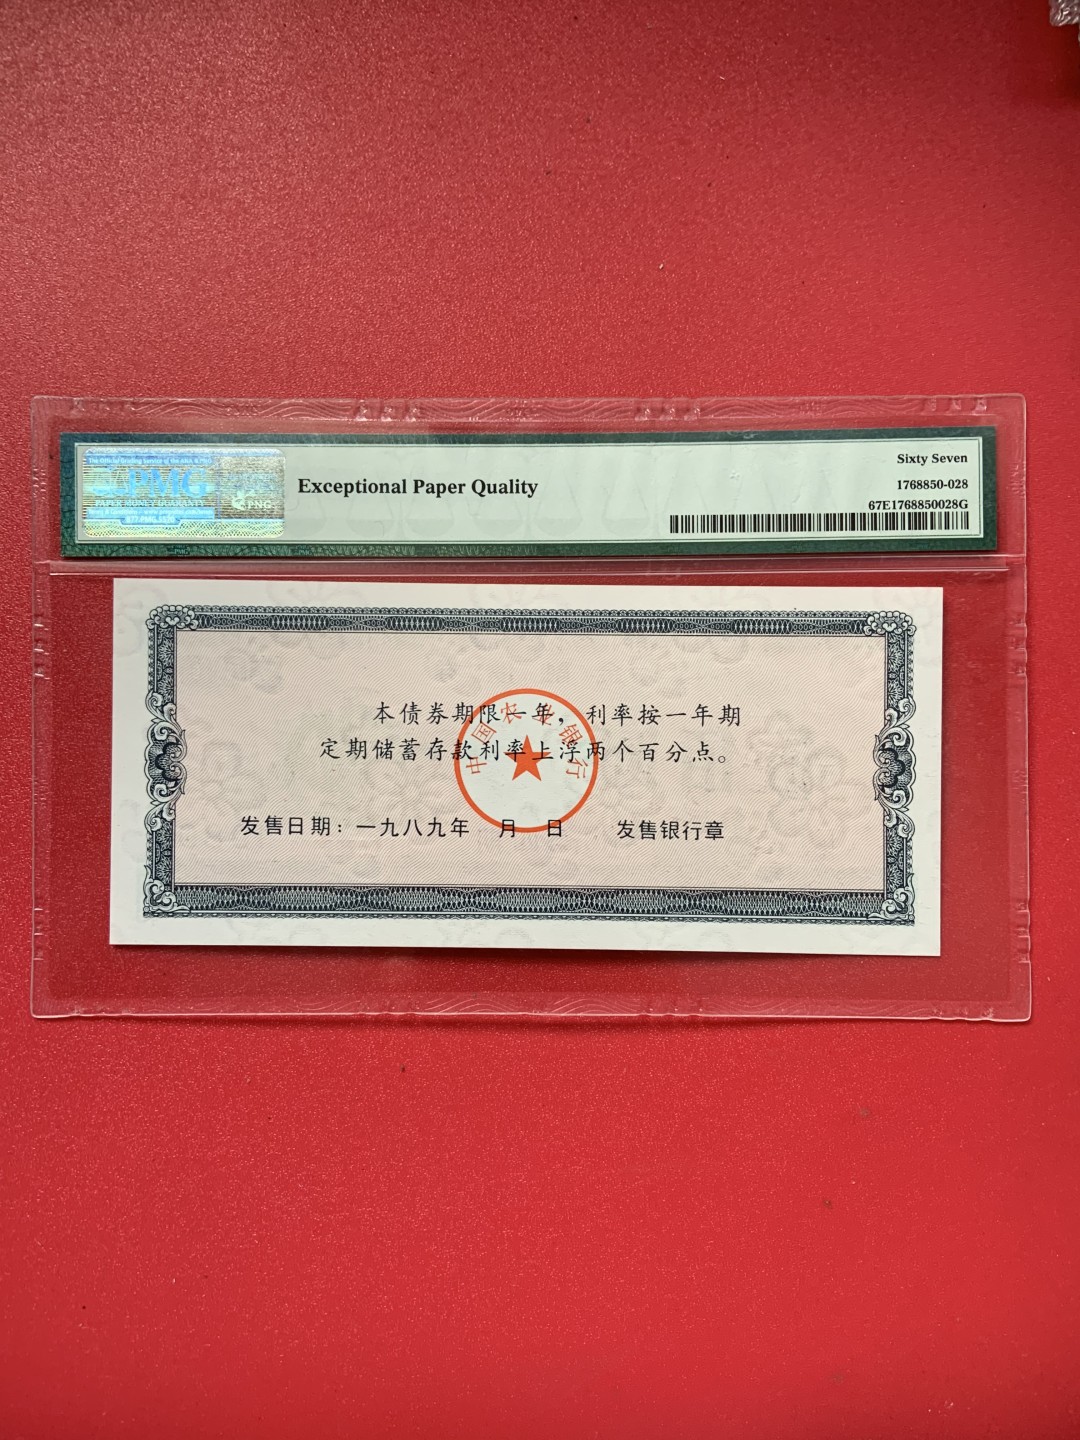 PMG
PNG
Exceptional Paper Quality
Sixty Seven
1768850-028
67E1768850028G
本债券期限一年，利率按一年期
定期储蓄存款利率上浮两个百分点。
中国农业银行
发售日期：一九八九年 月 日 发售银行章